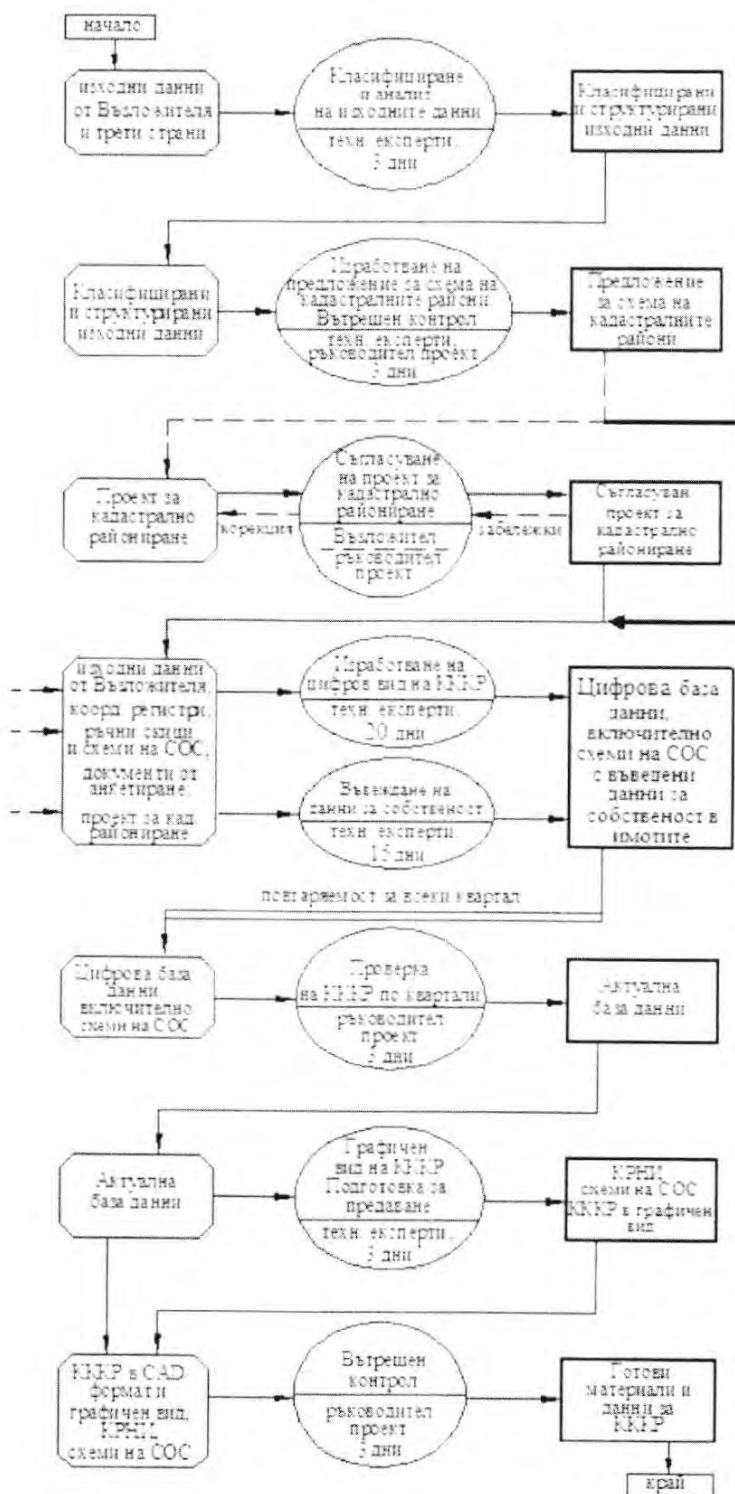 начало
изходни данни
от Възложителя
и трети страни
Класифициране
и анализ
на изходните данни
техн. експерти,
3 дни
Класифицирани
и структурирани
изходни данни
Класифицирани
и структурирани
изходни данни
Изработване на
предложение за схема на
кадастралните райони.
Вътрешен контрол
техн. експерти,
ръководител проект
3 дни
Предложение
за схема на
кадастралните
райони
Проект за
кадастрално
райониране
корекция
Съгласуване
на проект за
кадастрално
райониране
Възложител
ръководител
проект
забележки
Съгласуван
проект за
кадастрално
райониране
изходни данни
от Възложителя,
коорд. регистри,
ръчни скици
и схеми на СОС,
документи от
анкетиране,
проект за кад.
райониране
Изработване на
цифров вид на КККР
техн. експерти,
20 дни
Въвеждане на
данни за собственост
техн. експерти,
15 дни
Цифрова база
данни,
включително
схеми на СОС
с въведени
данни за
собственост в
имотите
повтаряемост за всеки квартал
Цифрова база
данни,
включително
схеми на СОС
Проверка
на КККР по квартали
ръководител
проект
3 дни
Актуална
база данни
Актуална
база данни
Графичен
вид на КККР
Подготовка за
предаване
техн. експерти,
3 дни
КРНИ,
схеми на СОС
КККР в графичен
вид
КККР в CAD
формат и
графичен вид,
КРНИ,
схеми на СОС
Вътрешен
контрол
ръководител
проект
3 дни
Готови
материали и
данни за
КККР
край